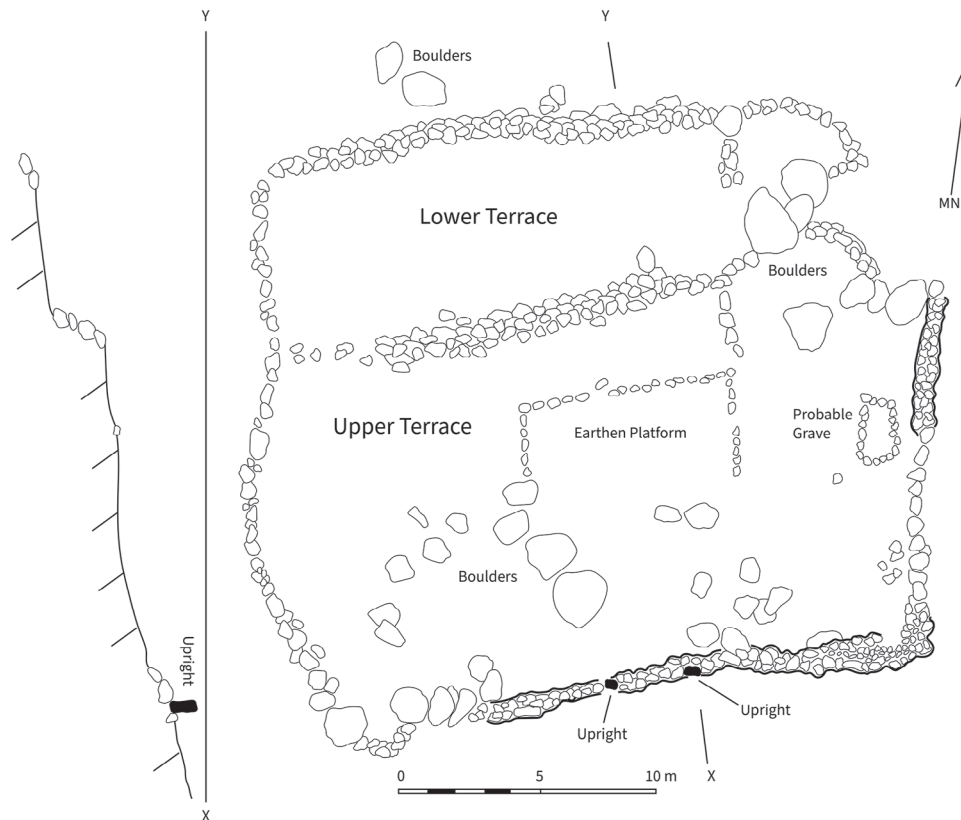 Y
Y
Boulders
MN
Lower Terrace
Boulders
Upper Terrace
Earthen Platform
Probable
Grave
Boulders
Upright
Upright
Upright
X
X
0 5 10 m